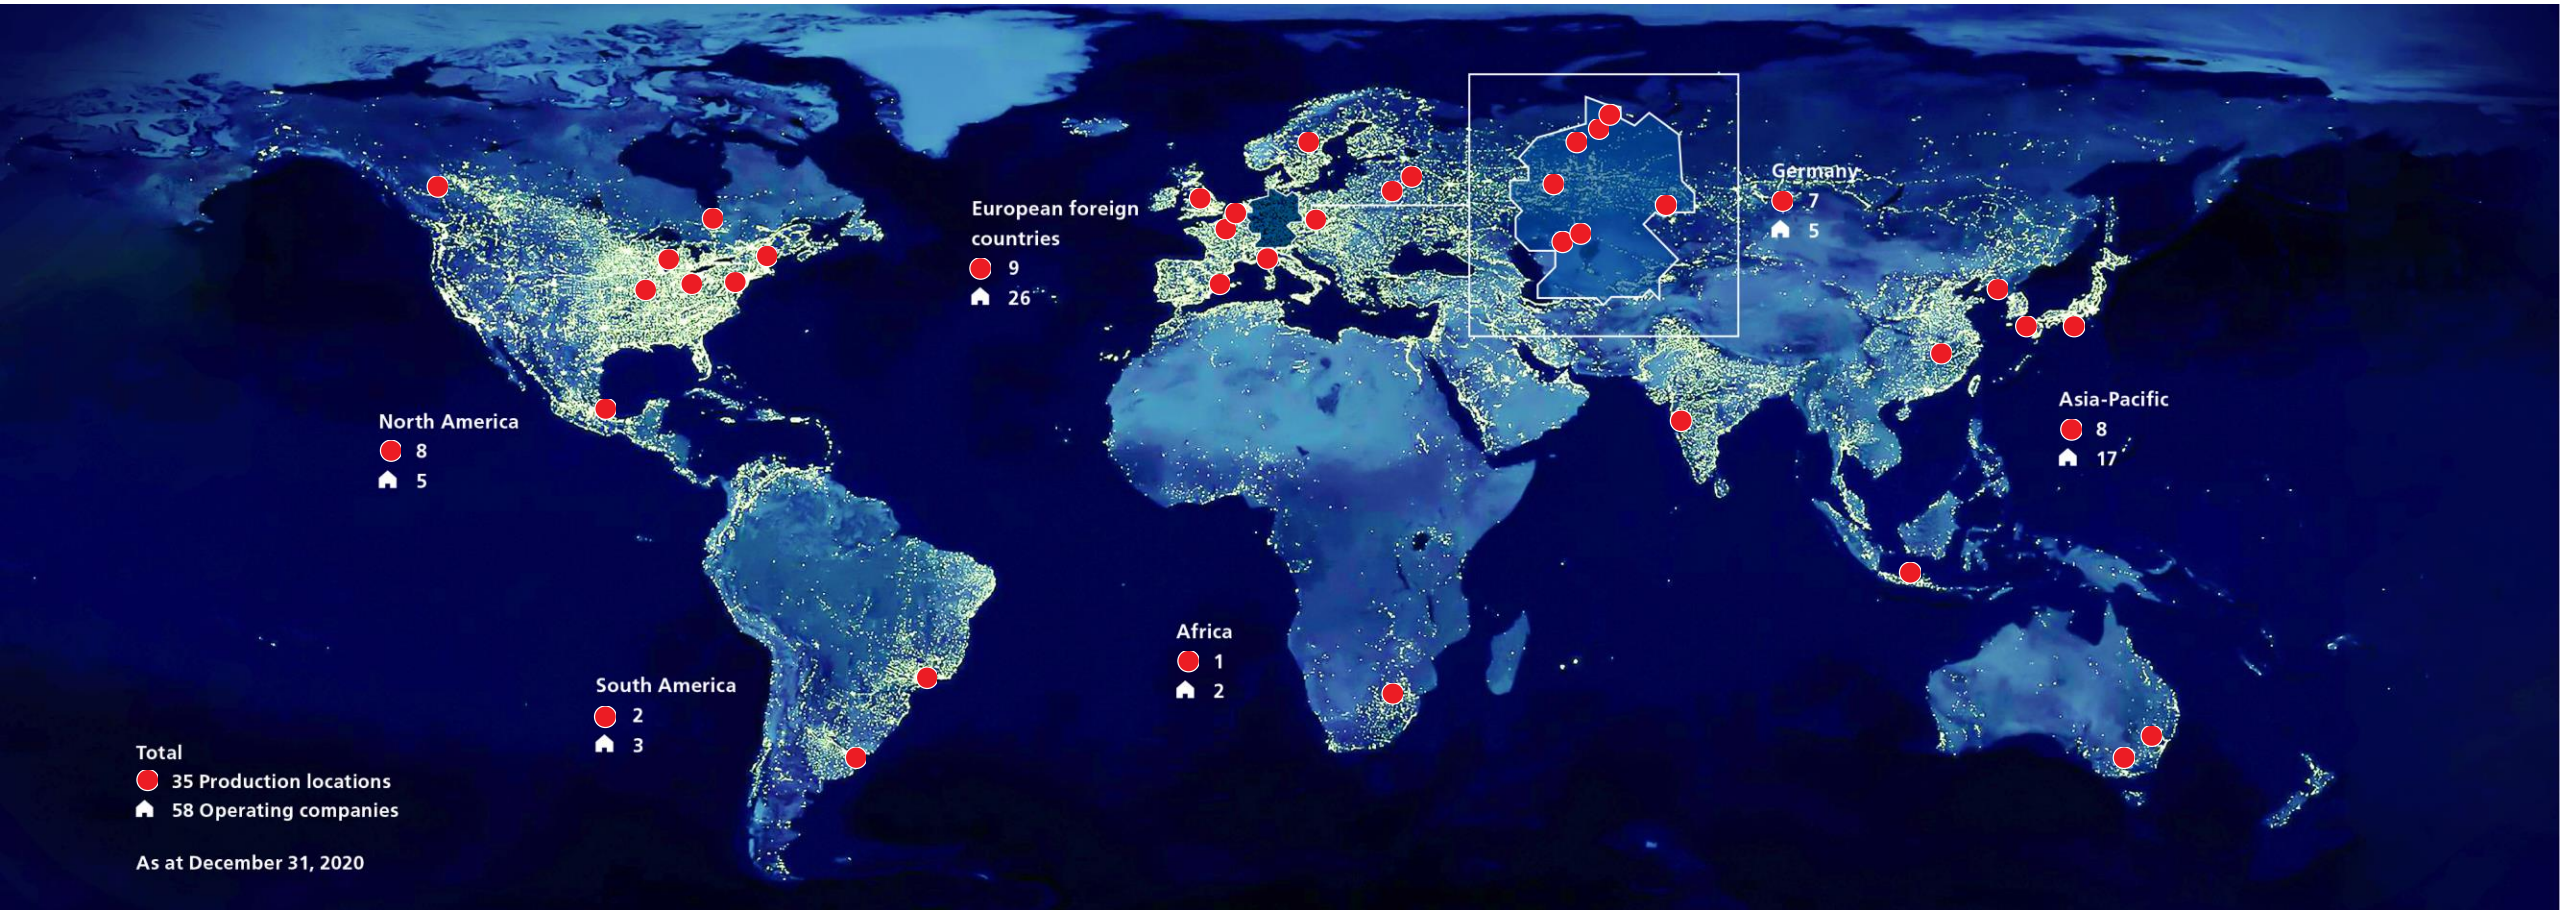 European foreign
countries
9
26
Germany
7
5
North America
8
5
Asia-Pacific
8
17
Africa
1
2
South America
2
3
Total
35 Production locations
58 Operating companies
As at December 31, 2020